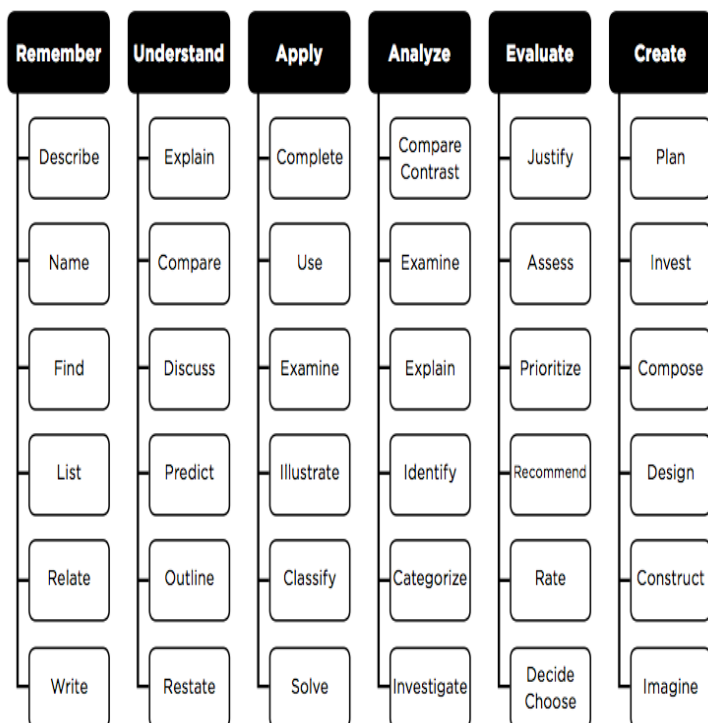 Remember
Understand
Apply
Analyze
Evaluate
Create
Describe
Explain
Complete
Compare
Contrast
Justify
Plan
Name
Compare
Use
Examine
Assess
Invest
Find
Discuss
Examine
Explain
Prioritize
Compose
List
Predict
Illustrate
Identify
Recommend
Design
Relate
Outline
Classify
Categorize
Rate
Construct
Write
Restate
Solve
Investigate
Decide
Choose
Imagine